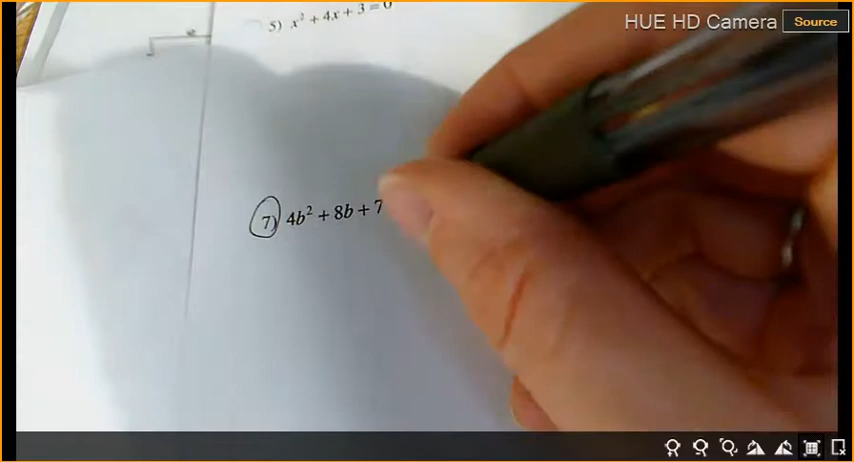 HUE HD Camera Source
5) x² + 4x + 3 = 0
7) 4b² + 8b + 7